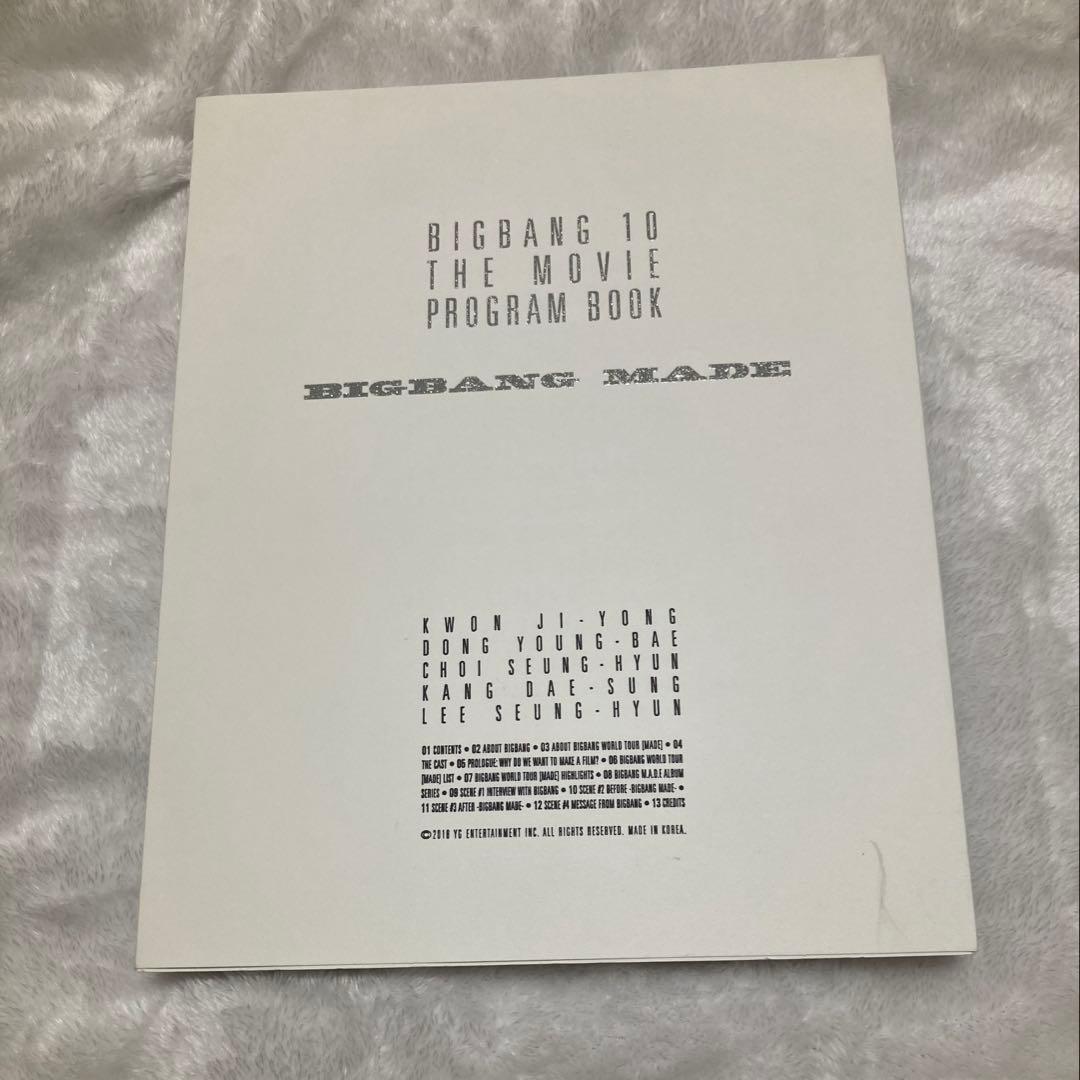 BIGBANG 10
THE MOVIE
PROGRAM BOOK
BIGBANG MADE
KWON JI-YONG
DONG YOUNG-BAE
CHOI SEUNG-HYUN
KANG DAE-SUNG
LEE SEUNG-HYUN
01 CONTENTS • 02 ABOUT BIGBANG • 03 ABOUT BIGBANG WORLD TOUR [MADE] • 04
THE CAST • 05 PROLOGUE: WHY DO WE WANT TO MAKE A FILM? • 06 BIGBANG WORLD TOUR
[MADE] LIST • 07 BIGBANG WORLD TOUR [MADE] HIGHLIGHTS • 08 BIGBANG M.A.D.E ALBUM
SERIES • 09 SCENE #1 INTERVIEW WITH BIGBANG • 10 SCENE #2 BEFORE -BIGBANG MADE- •
11 SCENE #3 AFTER -BIGBANG MADE- • 12 SCENE #4 MESSAGE FROM BIGBANG • 13 CREDITS
©2016 YG ENTERTAINMENT INC. ALL RIGHTS RESERVED. MADE IN KOREA.